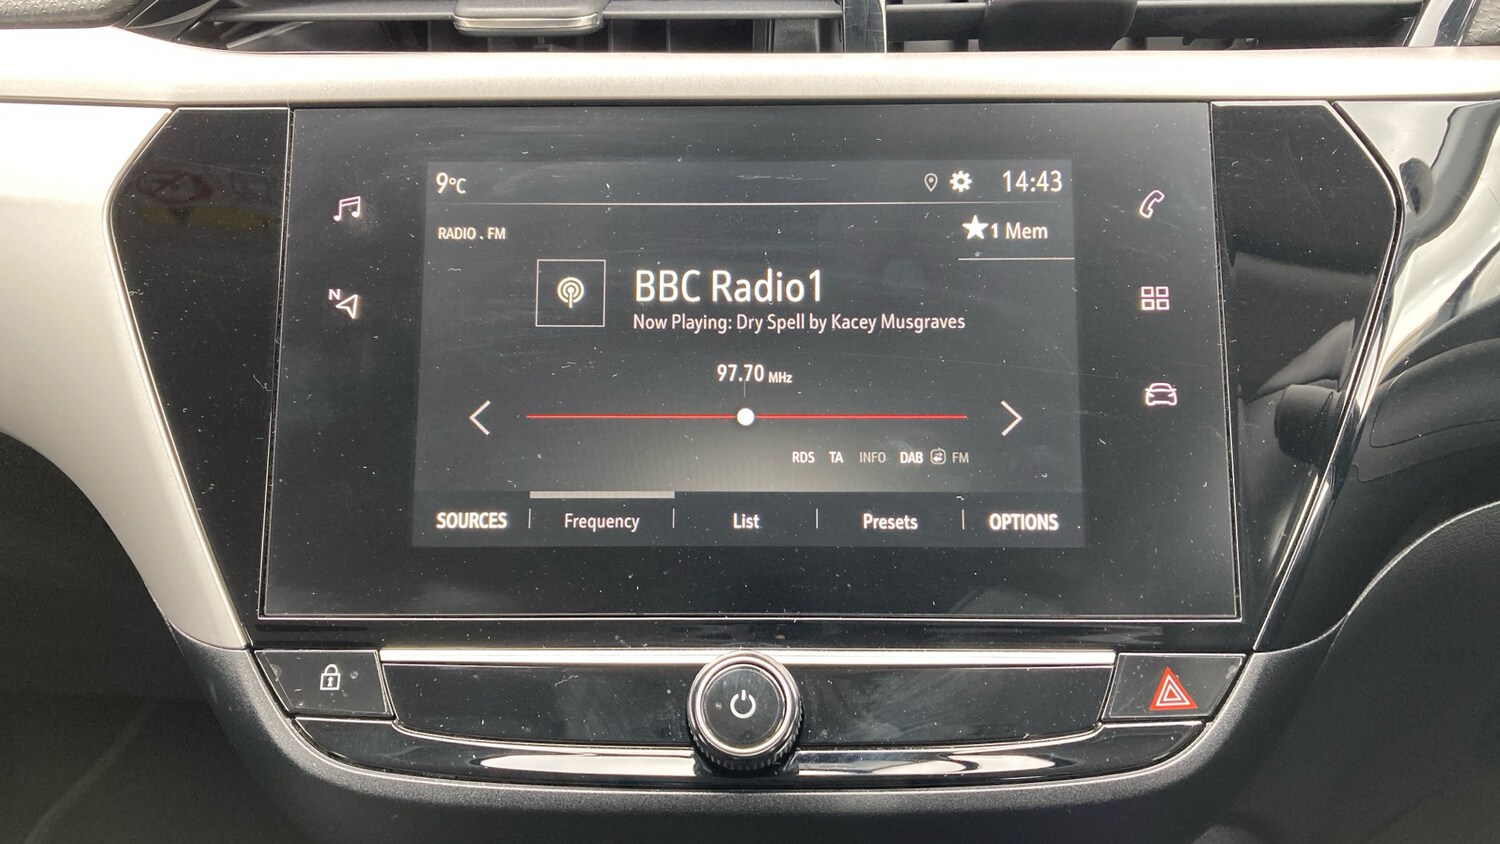 9°C 14:43
RADIO . FM
★1 Mem
BBC Radio1
Now Playing: Dry Spell by Kacey Musgraves
N
97.70 MHz
RDS TA INFO DAB FM
SOURCES Frequency List Presets OPTIONS